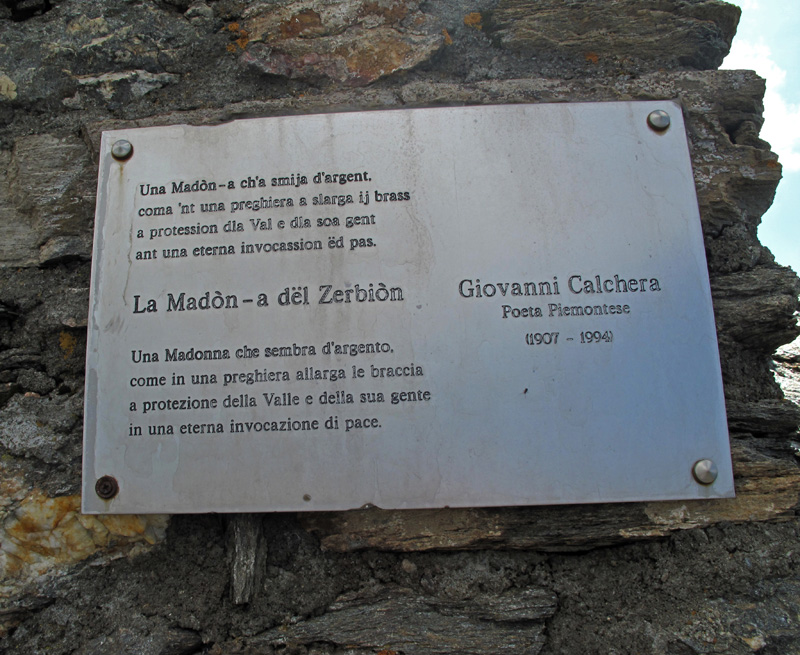 Una Madòn-a ch'a smija d'argent,
coma 'nt una preghiera a slarga ij brass
a protession dla Val e dla soa gent
ant una eterna invocassion ëd pas.
La Madòn-a dël Zerbiòn
Una Madonna che sembra d'argento,
come in una preghiera allarga le braccia
a protezione della Valle e della sua gente
in una eterna invocazione di pace.
Giovanni Calchera
Poeta Piemontese
(1907 - 1994)